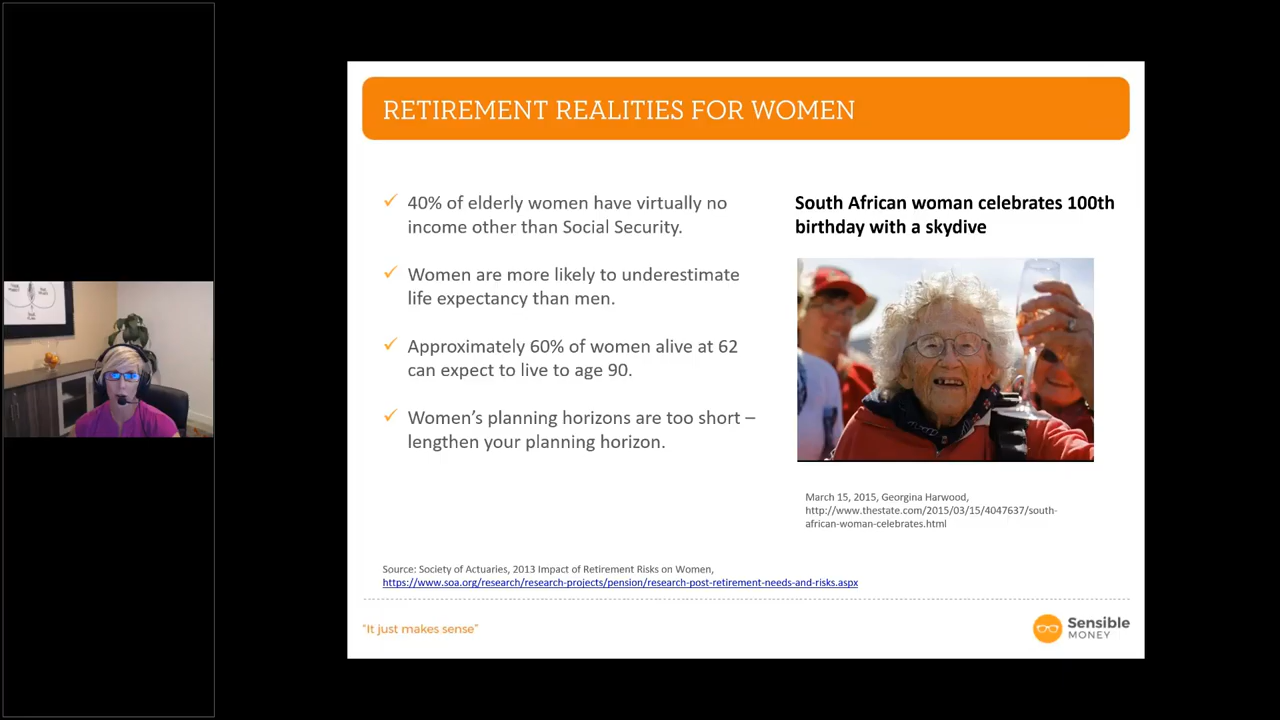 RETIREMENT REALITIES FOR WOMEN
✓ 40% of elderly women have virtually no
income other than Social Security.
✓ Women are more likely to underestimate
life expectancy than men.
✓ Approximately 60% of women alive at 62
can expect to live to age 90.
✓ Women’s planning horizons are too short –
lengthen your planning horizon.
South African woman celebrates 100th
birthday with a skydive
March 15, 2015, Georgina Harwood,
http://www.thestate.com/2015/03/15/4047637/south-
african-woman-celebrates.html
Source: Society of Actuaries, 2013 Impact of Retirement Risks on Women,
https://www.soa.org/research/research-projects/pension/research-post-retirement-needs-and-risks.aspx
"It just makes sense"
Sensible
MONEY